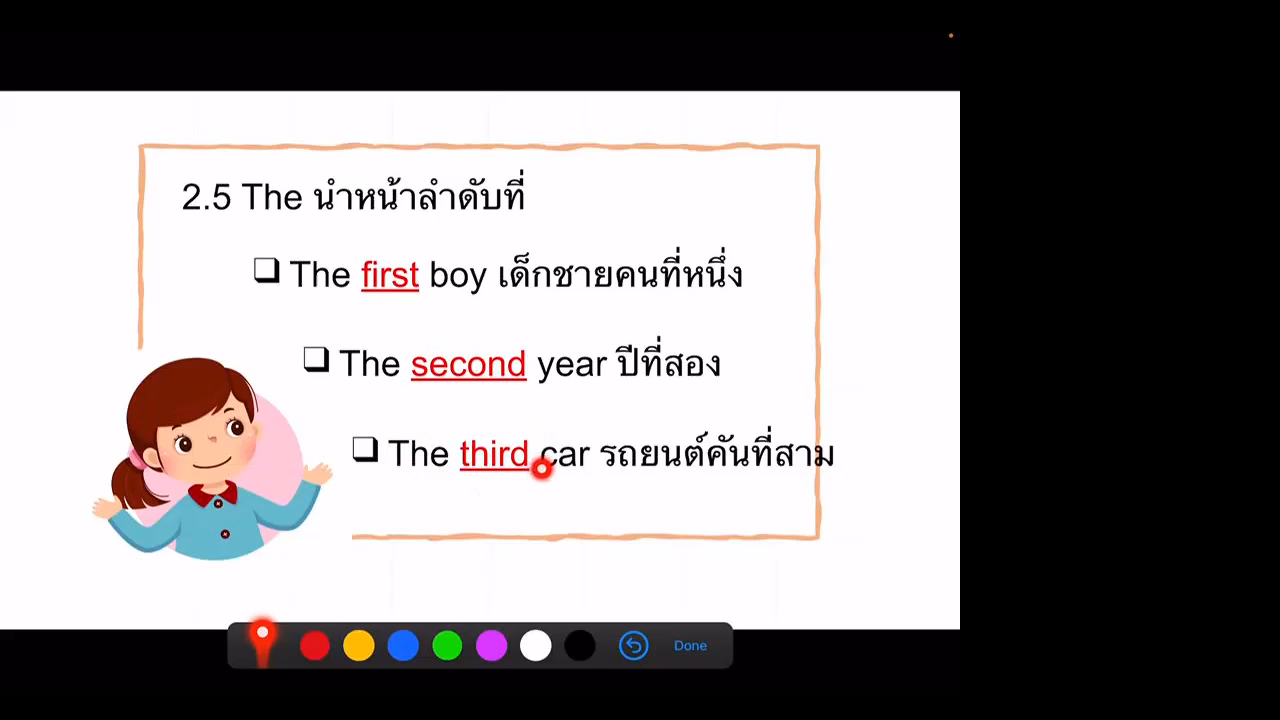 2.5 The นำหน้าลำดับที่
The first boy เด็กชายคนที่หนึ่ง
The second year ปีที่สอง
The third car รถยนต์คันที่สาม
Done